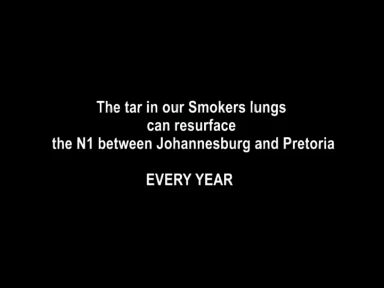 The tar in our Smokers lungs
can resurface
the N1 between Johannesburg and Pretoria
EVERY YEAR